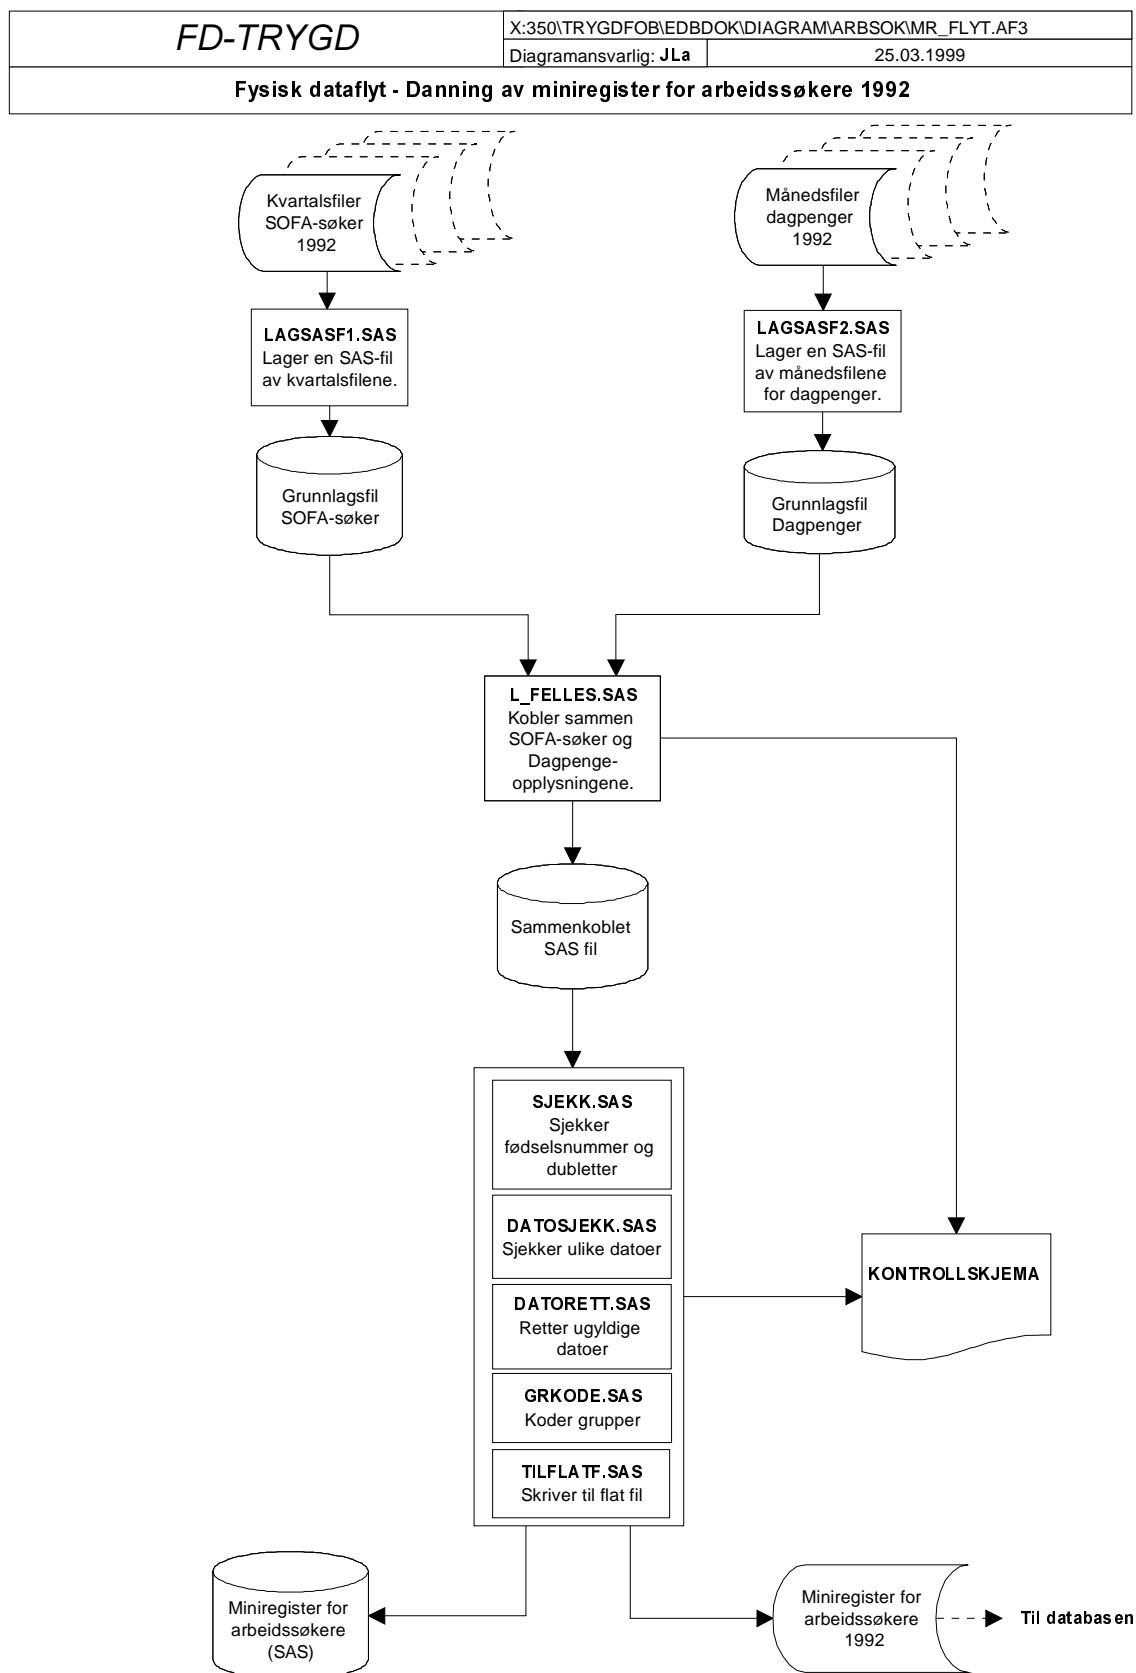 FD-TRYGD
X:350\TRYGDFOB\EDBDOK\DIAGRAM\ARBSOK\MR_FLYT.AF3
Diagramansvarlig: JLa
25.03.1999
Fysisk dataflyt - Danning av miniregister for arbeidssøkere 1992
Kvartalsfiler
SOFA-søker
1992
Månedsfiler
dagpenger
1992
LAGSASF1.SAS
Lager en SAS-fil
av kvartalsfilene.
LAGSASF2.SAS
Lager en SAS-fil
av månedsfilene
for dagpenger.
Grunnlagsfil
SOFA-søker
Grunnlagsfil
Dagpenger
L_FELLES.SAS
Kobler sammen
SOFA-søker og
Dagpenge-
opplysningene.
Sammenkoblet
SAS fil
SJEKK.SAS
Sjekker
fødselsnummer og
dubletter
DATOSJEKK.SAS
Sjekker ulike datoer
DATORETT.SAS
Retter ugyldige
datoer
GRKODE.SAS
Koder grupper
TILFLATF.SAS
Skriver til flat fil
KONTROLLSKJEMA
Miniregister for
arbeidssøkere
(SAS)
Miniregister for
arbeidssøkere
1992
Til databasen